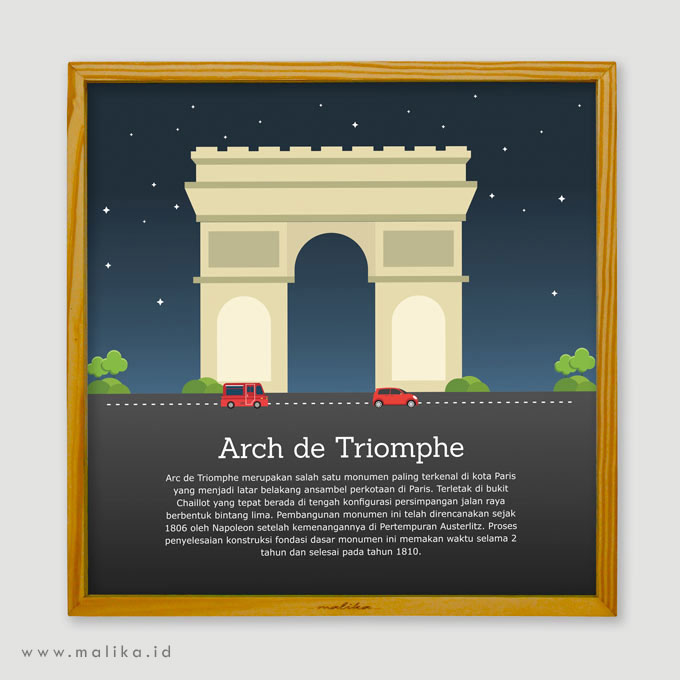 Arch de Triomphe
Arc de Triomphe merupakan salah satu monumen paling terkenal di kota Paris
yang menjadi latar belakang ansambel perkotaan di Paris. Terletak di bukit
Chaillot yang tepat berada di tengah konfigurasi persimpangan jalan raya
berbentuk bintang lima. Pembangunan monumen ini telah direncanakan sejak
1806 oleh Napoleon setelah kemenangannya di Pertempuran Austerlitz. Proses
penyelesaian konstruksi fondasi dasar monumen ini memakan waktu selama 2
tahun dan selesai pada tahun 1810.
malika
www.malika.id